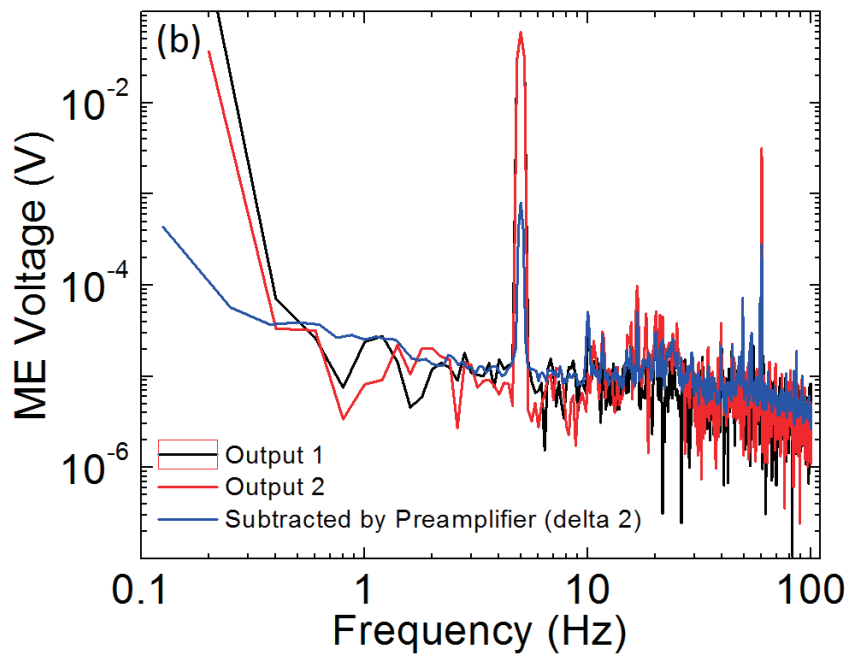 (b)
10^-2
10^-4
10^-6
ME Voltage (V)
Output 1
Output 2
Subtracted by Preamplifier (delta 2)
0.1 1 10 100
Frequency (Hz)